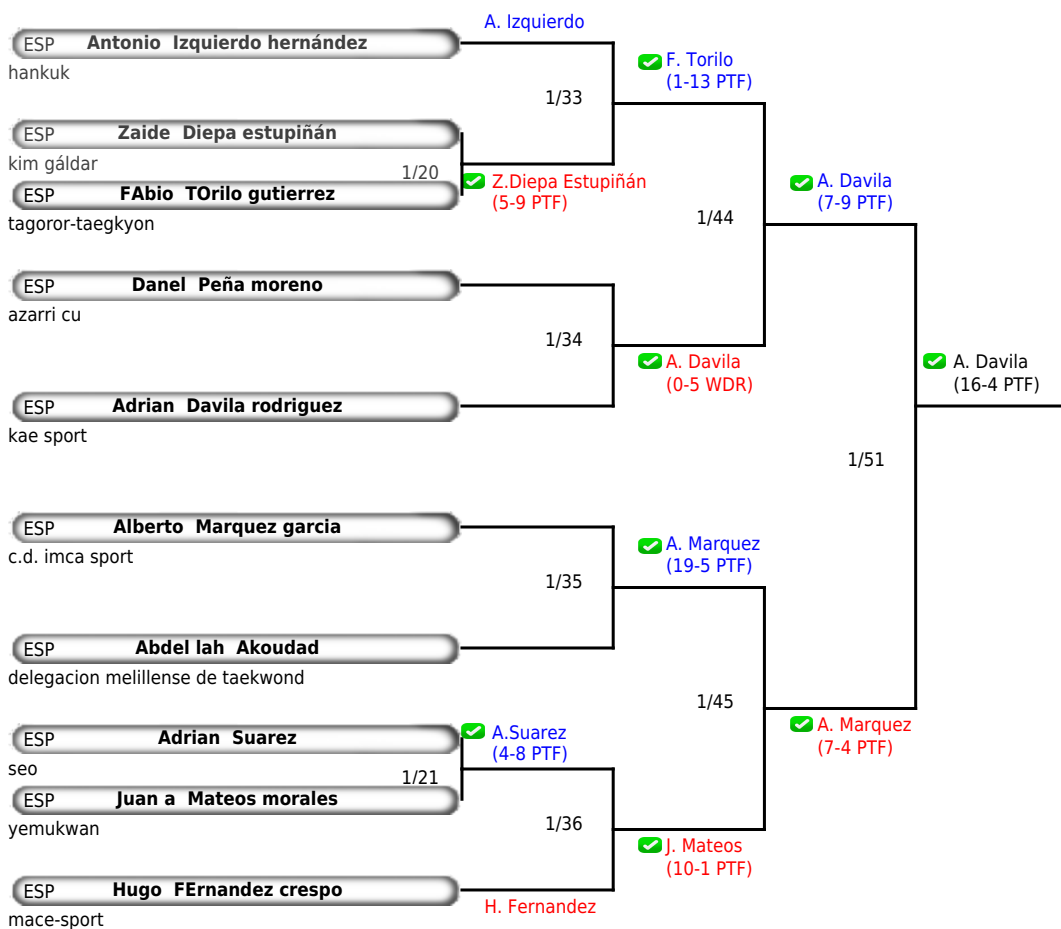 A. Izquierdo
ESP Antonio Izquierdo hernández
hankuk
F. Torilo
(1-13 PTF)
1/33
ESP Zaide Diepa estupiñán
kim gáldar
1/20
Z.Diepa Estupiñán
(5-9 PTF)
ESP FAbio TOrilo gutierrez
tagoror-taegkyon
A. Davila
(7-9 PTF)
1/44
ESP Danel Peña moreno
azarri cu
1/34
A. Davila
(0-5 WDR)
A. Davila
(16-4 PTF)
ESP Adrian Davila rodriguez
kae sport
1/51
ESP Alberto Marquez garcia
c.d. imca sport
A. Marquez
(19-5 PTF)
1/35
ESP Abdel lah Akoudad
delegacion melillense de taekwond
1/45
A. Marquez
(7-4 PTF)
ESP Adrian Suarez
seo
A.Suarez
(4-8 PTF)
1/21
ESP Juan a Mateos morales
yemukwan
1/36
J. Mateos
(10-1 PTF)
ESP Hugo FErnandez crespo
mace-sport
H. Fernandez